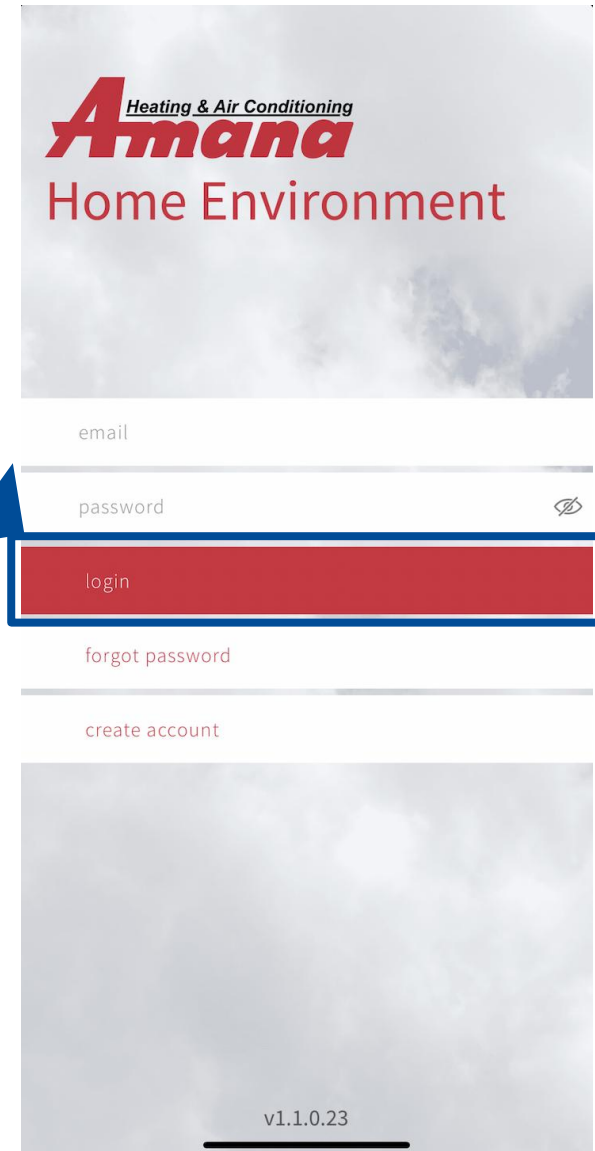 Heating & Air Conditioning
Amana
Home Environment
email
password
login
forgot password
create account
v1.1.0.23